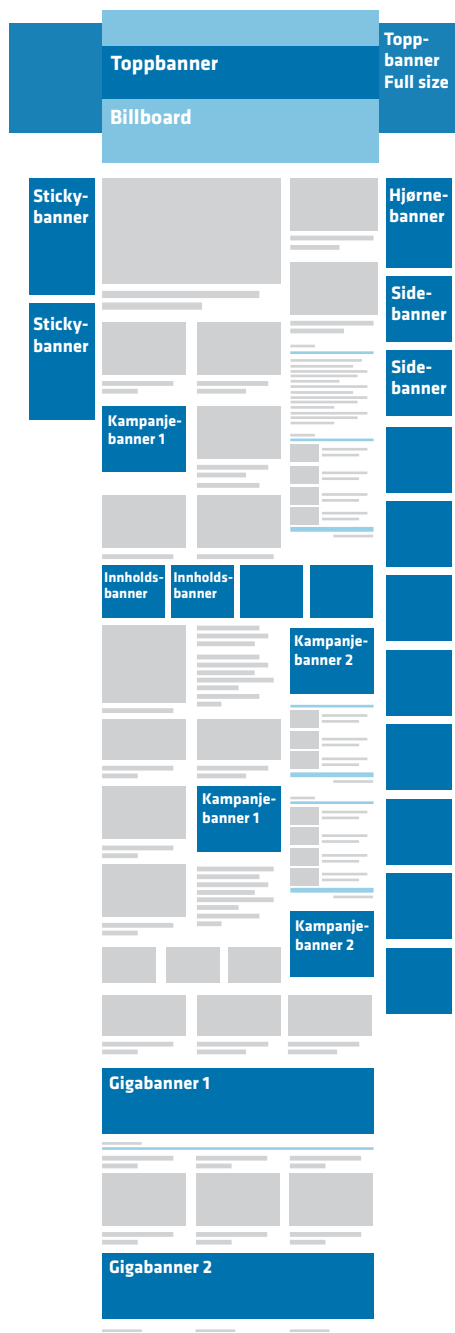 Toppbanner
Billboard
Topp-
banner
Full size
Sticky-
banner
Sticky-
banner
Hjørne-
banner
Side-
banner
Side-
banner
Kampanje-
banner 1
Innholds-
banner
Innholds-
banner
Kampanje-
banner 2
Kampanje-
banner 1
Kampanje-
banner 2
Gigabanner 1
Gigabanner 2